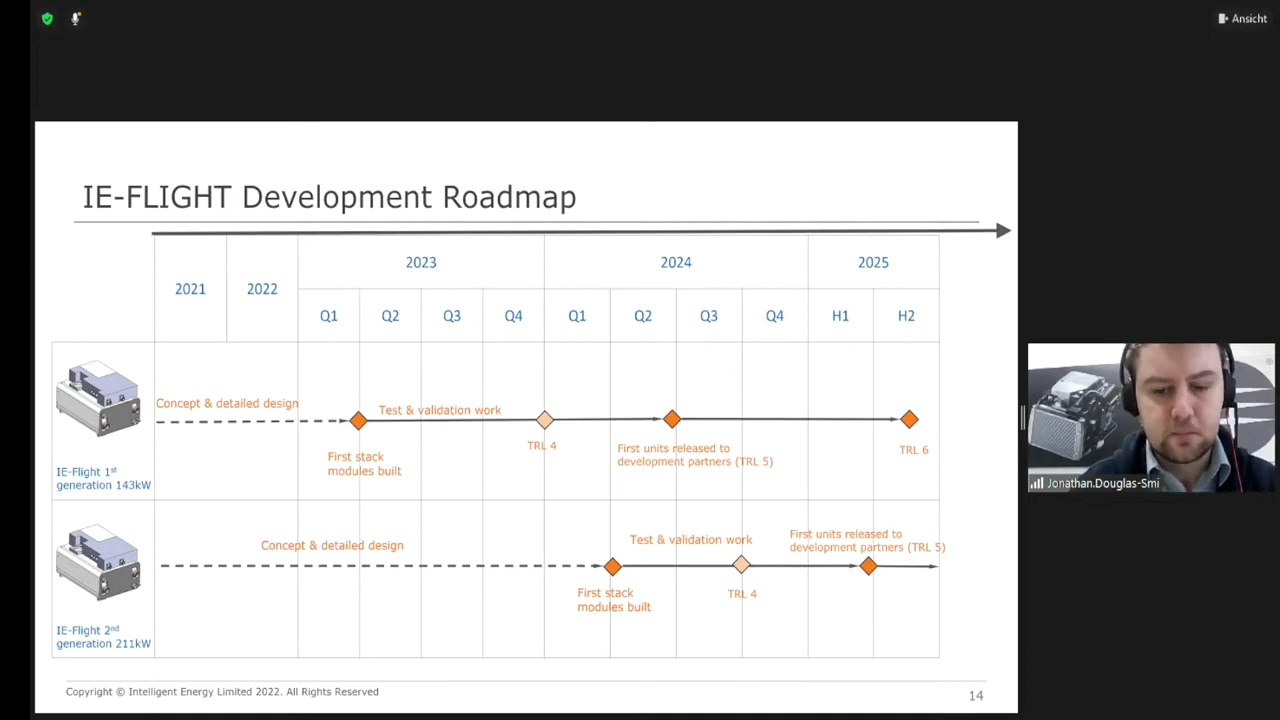 Ansicht
IE-FLIGHT Development Roadmap
2021
2022
2023
2024
2025
Q1
Q2
Q3
Q4
Q1
Q2
Q3
Q4
H1
H2
Concept & detailed design
Test & validation work
First stack
modules built
TRL 4
First units released to
development partners (TRL 5)
TRL 6
IE-Flight 1st
generation 143kW
Concept & detailed design
Test & validation work
First units released to
development partners (TRL 5)
First stack
modules built
TRL 4
IE-Flight 2nd
generation 211kW
Jonathan.Douglas-Smi
Copyright © Intelligent Energy Limited 2022. All Rights Reserved
14